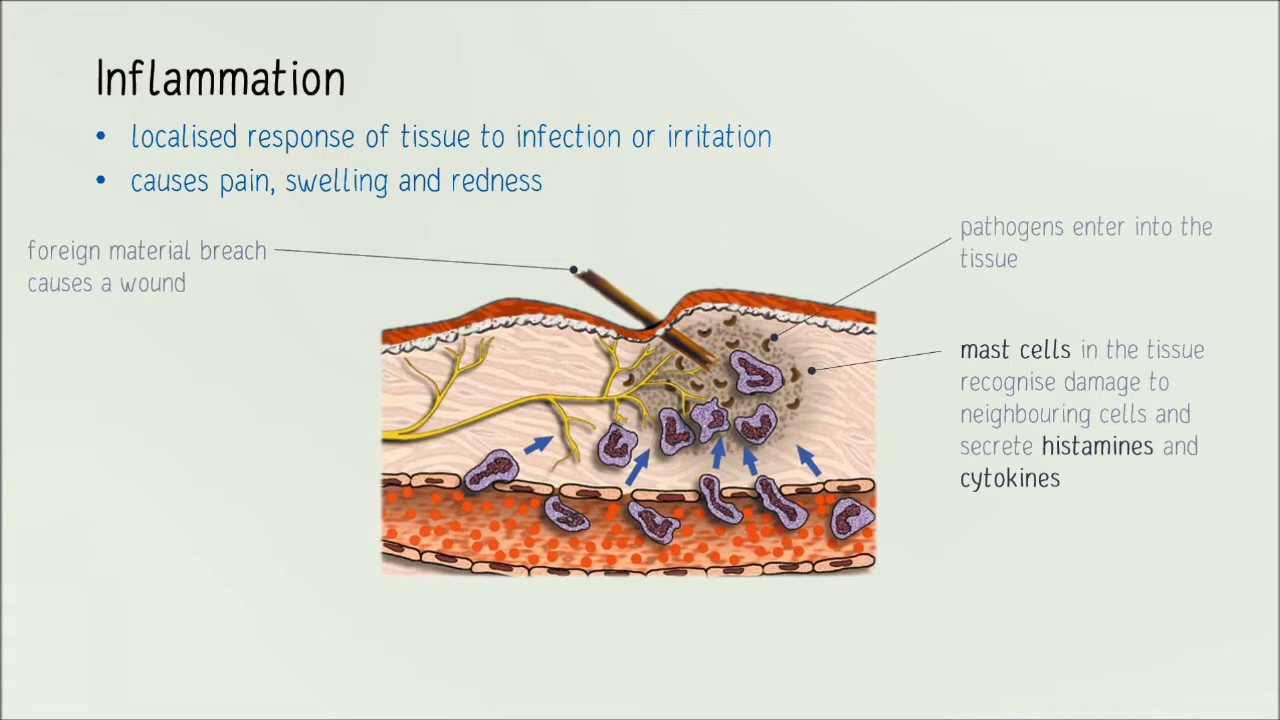 Inflammation
• localised response of tissue to infection or irritation
• causes pain, swelling and redness
foreign material breach
causes a wound
pathogens enter into the
tissue
mast cells in the tissue
recognise damage to
neighbouring cells and
secrete histamines and
cytokines